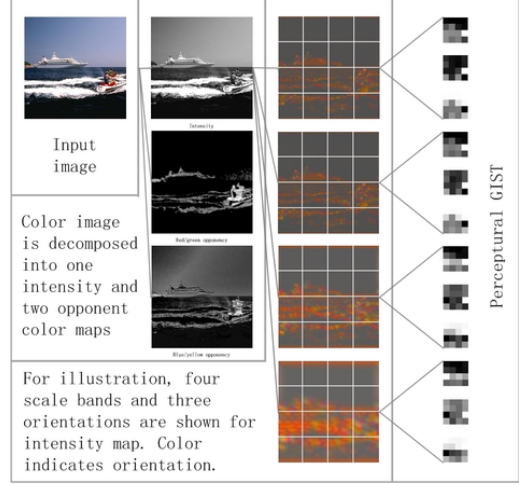 Input
image
Intensity
Red/green opponency
Blue/yellow opponency
Color image
is decomposed
into one
intensity and
two opponent
color maps
For illustration, four
scale bands and three
orientations are shown for
intensity map. Color
indicates orientation.
Perceptural GIST